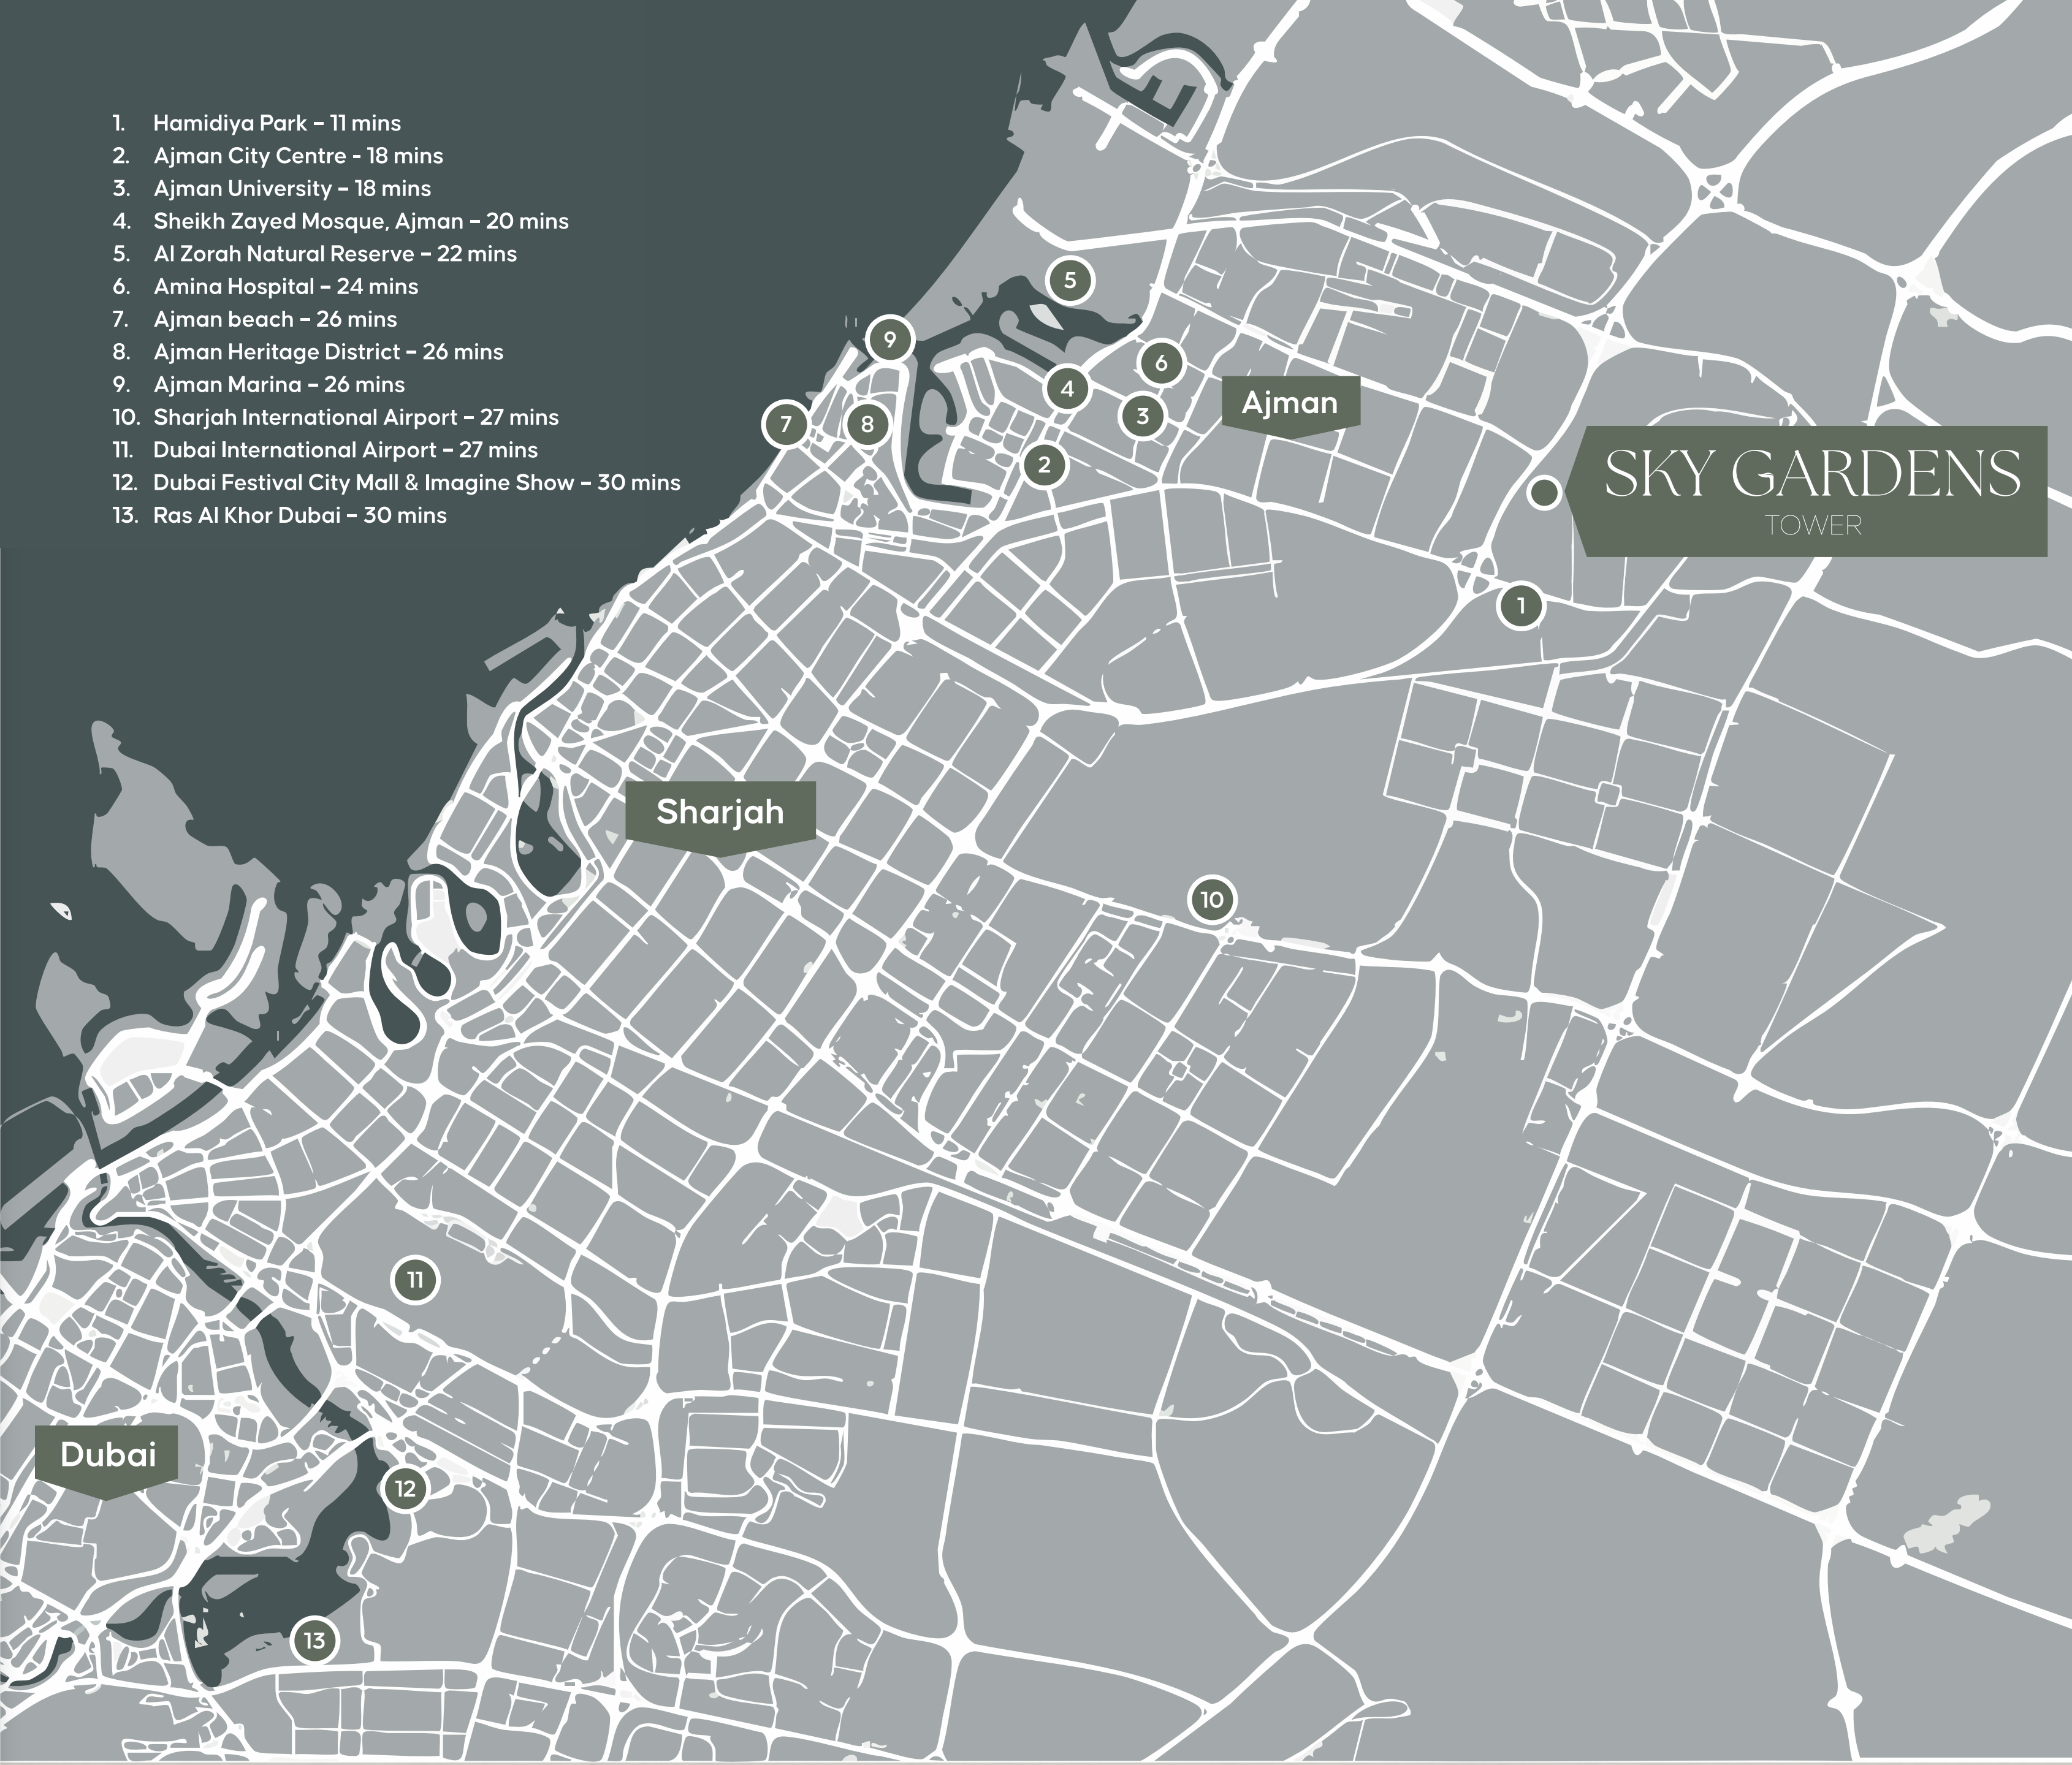 1. Hamidiya Park – 11 mins
2. Ajman City Centre - 18 mins
3. Ajman University – 18 mins
4. Sheikh Zayed Mosque, Ajman – 20 mins
5. Al Zorah Natural Reserve – 22 mins
6. Amina Hospital – 24 mins
7. Ajman beach – 26 mins
8. Ajman Heritage District – 26 mins
9. Ajman Marina – 26 mins
10. Sharjah International Airport – 27 mins
11. Dubai International Airport – 27 mins
12. Dubai Festival City Mall & Imagine Show – 30 mins
13. Ras Al Khor Dubai – 30 mins
5
9
6
4
Ajman
3
7
8
2
SKY GARDENS
TOWER
1
Sharjah
10
11
Dubai
12
13